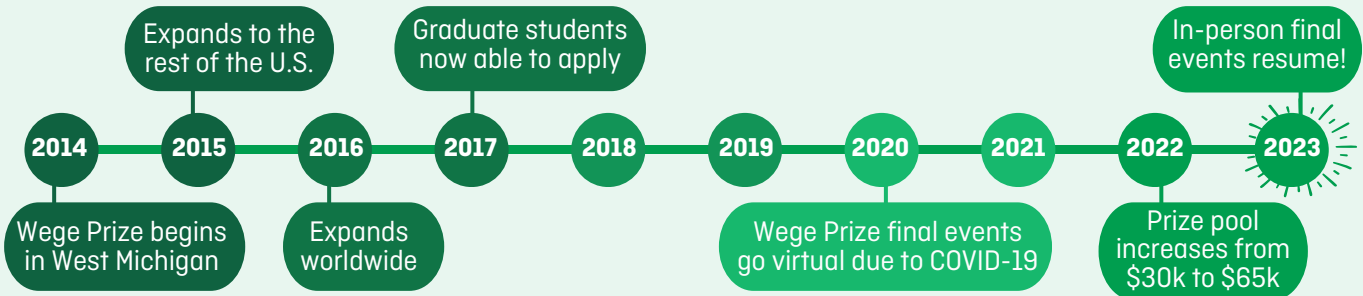 Expands to the
rest of the U.S.
Graduate students
now able to apply
In-person final
events resume!
2014
2015
2016
2017
2018
2019
2020
2021
2022
2023
Wege Prize begins
in West Michigan
Expands
worldwide
Wege Prize final events
go virtual due to COVID-19
Prize pool
increases from
$30k to $65k